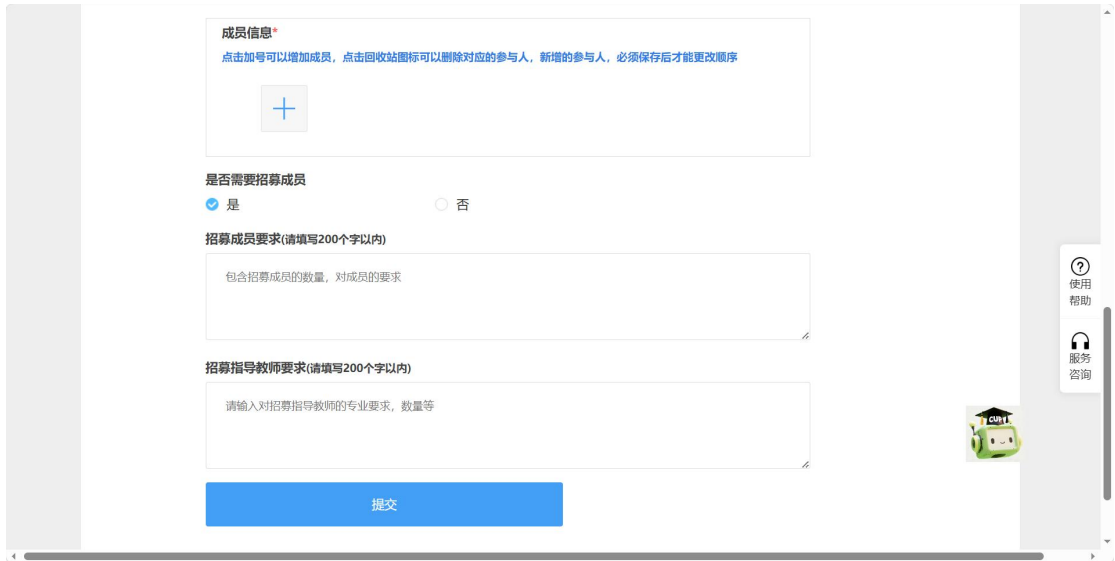 成员信息*
点击加号可以增加成员，点击回收站图标可以删除对应的参与人，新增的参与人，必须保存后才能更改顺序
是否需要招募成员
是
否
招募成员要求(请填写200个字以内)
包含招募成员的数量，对成员的要求
招募指导教师要求(请填写200个字以内)
请输入对招募指导教师的专业要求，数量等
提交
使用
帮助
服务
咨询